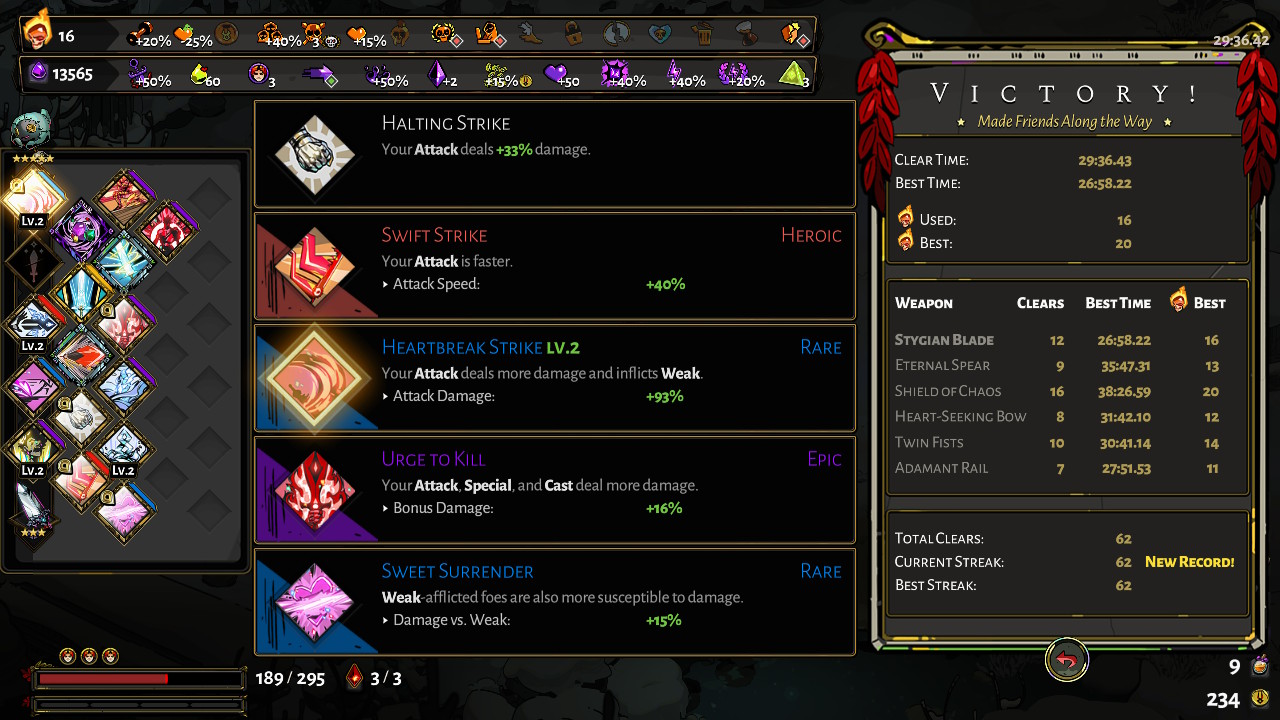 16
+20%
-25%
+40%
3
+15%
13565
+50%
60
3
+50%
+2
+15%
+50
+40%
+40%
+20%
3
29:36.42
VICTORY!
Made Friends Along the Way
CLEAR TIME: 29:36.43
BEST TIME: 26:58.22
USED: 16
BEST: 20
WEAPON CLEARS BEST TIME BEST
STYGIAN BLADE 12 26:58.22 16
ETERNAL SPEAR 9 35:47.31 13
SHIELD OF CHAOS 16 38:26.59 20
HEART-SEEKING BOW 8 31:42.10 12
TWIN FISTS 10 30:41.14 14
ADAMANT RAIL 7 27:51.53 11
TOTAL CLEARS: 62
CURRENT STREAK: 62 NEW RECORD!
BEST STREAK: 62
Lv.2
Lv.2
Lv.2
Lv.2
HALTING STRIKE
Your Attack deals +33% damage.
SWIFT STRIKE HEROIC
Your Attack is faster.
Attack Speed: +40%
HEARTBREAK STRIKE LV.2 RARE
Your Attack deals more damage and inflicts Weak.
Attack Damage: +93%
URGE TO KILL EPIC
Your Attack, Special, and Cast deal more damage.
Bonus Damage: +16%
SWEET SURRENDER RARE
Weak-afflicted foes are also more susceptible to damage.
Damage vs. Weak: +15%
189 / 295
3 / 3
9
234